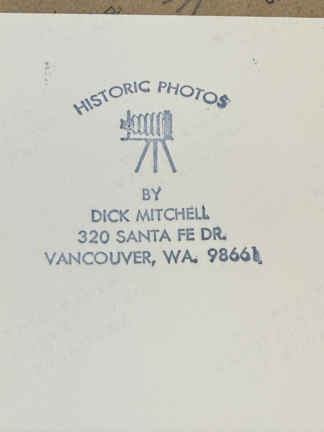 HISTORIC PHOTOS
BY
DICK MITCHELL
320 SANTA FE DR.
VANCOUVER, WA. 98661